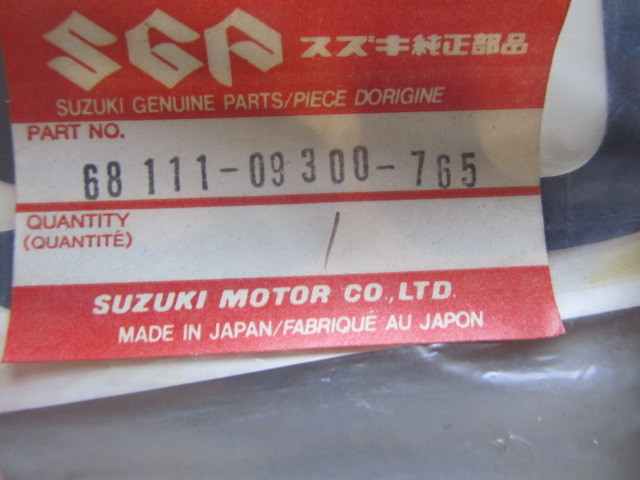 SGP スズキ純正部品
SUZUKI GENUINE PARTS/PIECE DORIGINE
PART NO.
68111-09300-765
QUANTITY
(QUANTITÉ)
1
SUZUKI MOTOR CO.,LTD.
MADE IN JAPAN/FABRIQUÉ AU JAPON